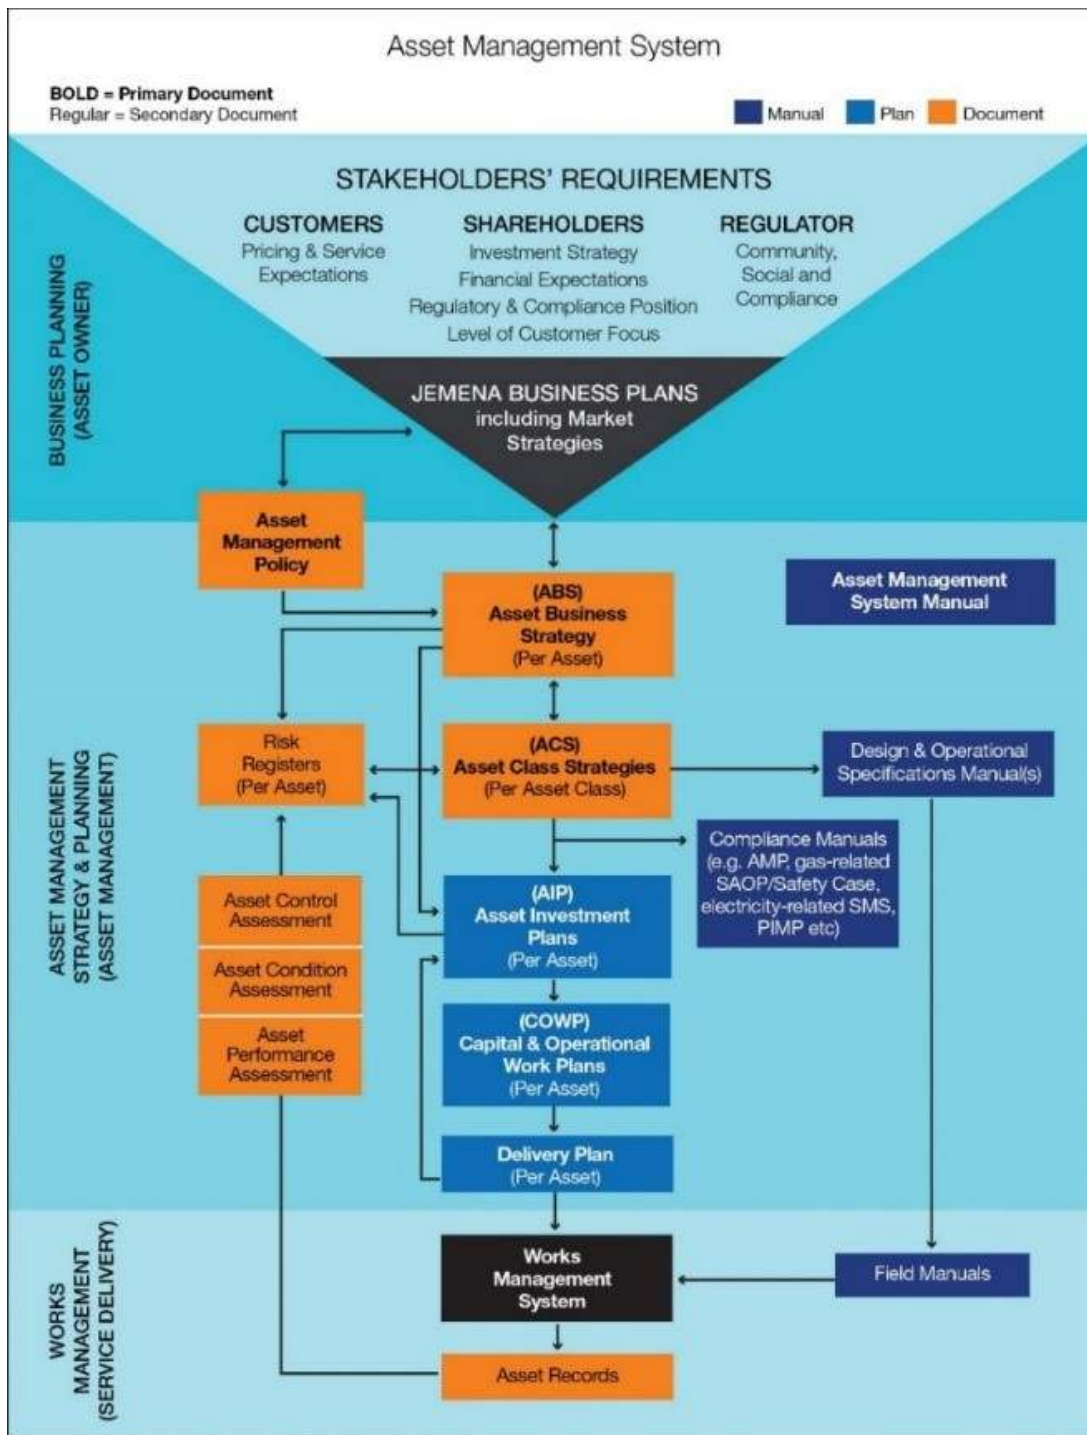 Asset Management System
BOLD = Primary Document
Regular = Secondary Document
Manual
Plan
Document
STAKEHOLDERS' REQUIREMENTS
CUSTOMERS
Pricing & Service
Expectations
SHAREHOLDERS
Investment Strategy
Financial Expectations
Regulatory & Compliance Position
Level of Customer Focus
REGULATOR
Community,
Social and
Compliance
BUSINESS PLANNING
(ASSET OWNER)
JEMENA BUSINESS PLANS
including Market
Strategies
Asset
Management
Policy
(ABS)
Asset Business
Strategy
(Per Asset)
Asset Management
System Manual
ASSET MANAGEMENT
STRATEGY & PLANNING
(ASSET MANAGEMENT)
Risk
Registers
(Per Asset)
(ACS)
Asset Class Strategies
(Per Asset Class)
Design & Operational
Specifications Manual(s)
Compliance Manuals
(e.g. AMP, gas-related
SAOP/Safety Case,
electricity-related SMS,
PIMP etc)
Asset Control
Assessment
Asset Condition
Assessment
Asset
Performance
Assessment
(AIP)
Asset Investment
Plans
(Per Asset)
(COWP)
Capital & Operational
Work Plans
(Per Asset)
Delivery Plan
(Per Asset)
WORKS
MANAGEMENT
(SERVICE DELIVERY)
Works
Management
System
Field Manuals
Asset Records